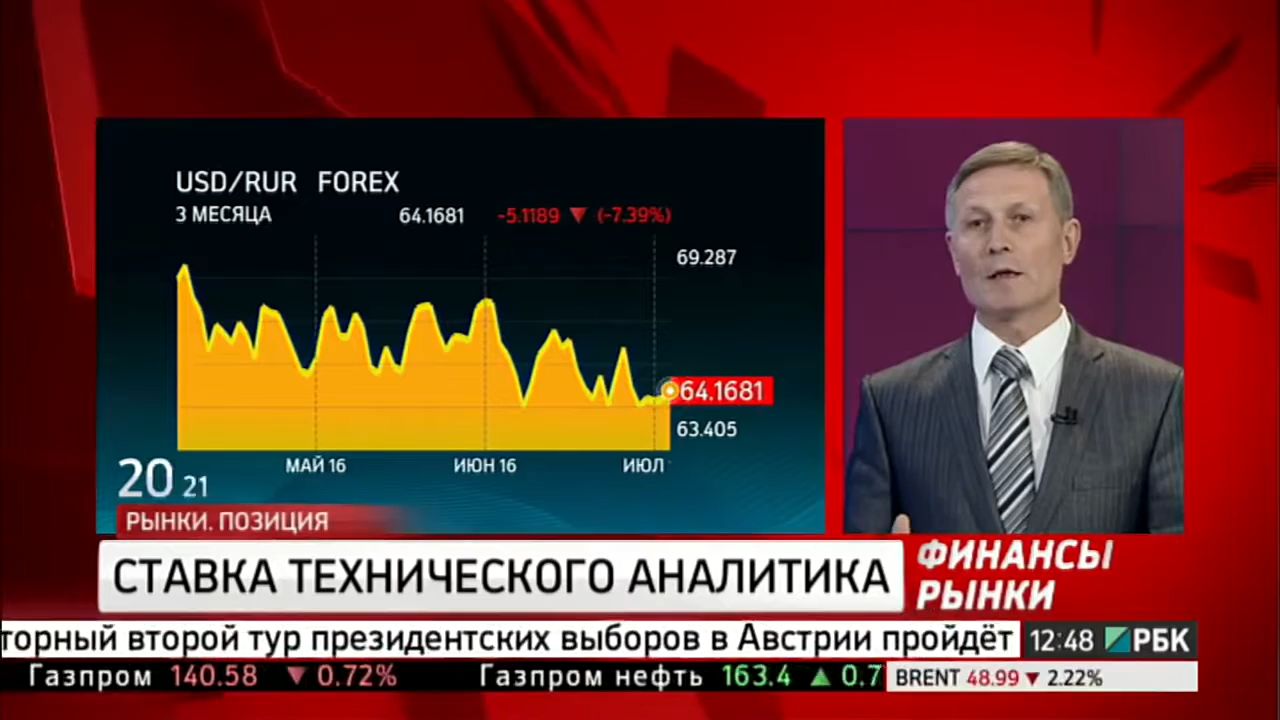 USD/RUR FOREX
3 МЕСЯЦА 64.1681 -5.1189 ▼ (-7.39%)
69.287
64.1681
63.405
МАЙ 16 ИЮН 16 ИЮЛ
20 21
РЫНКИ. ПОЗИЦИЯ
СТАВКА ТЕХНИЧЕСКОГО АНАЛИТИКА
ФИНАНСЫ
РЫНКИ
торный второй тур президентских выборов в Австрии пройдёт
12:48 РБК
Газпром 140.58 ▼ 0.72% Газпром нефть 163.4 ▲ 0.7
BRENT 48.99 ▼ 2.22%